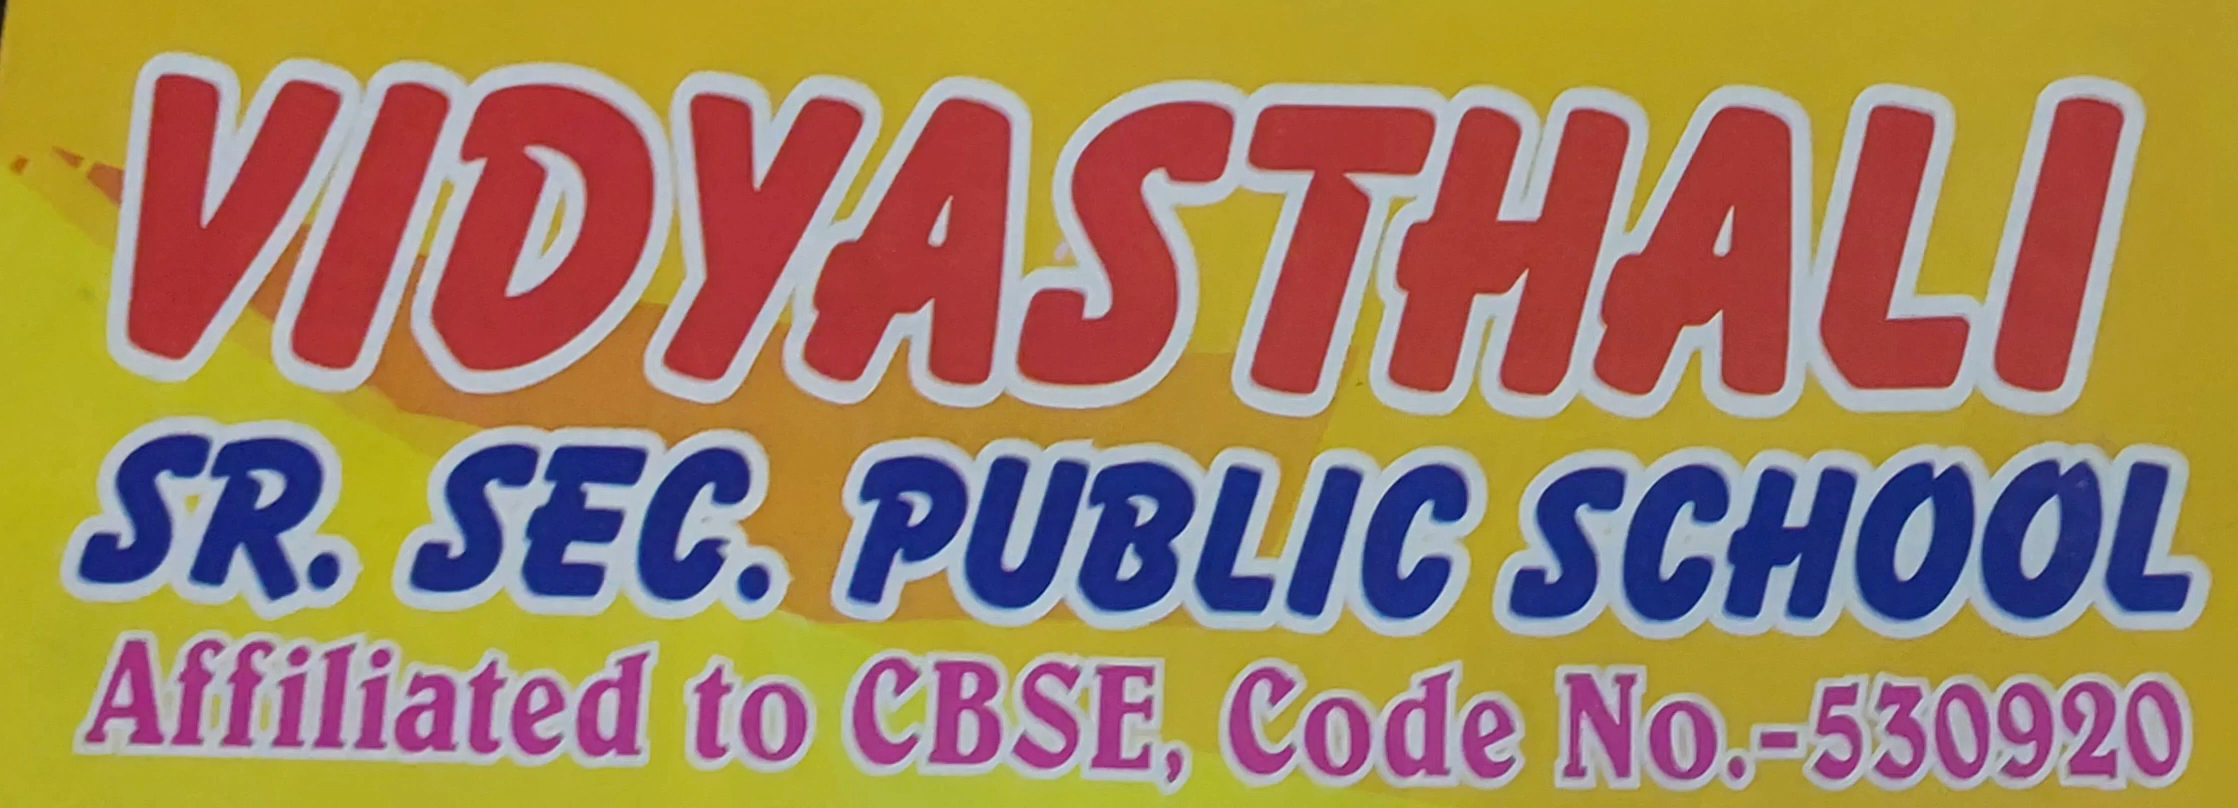 VIDYASTHALI
SR. SEC. PUBLIC SCHOOL
Affiliated to CBSE, Code No.-530920